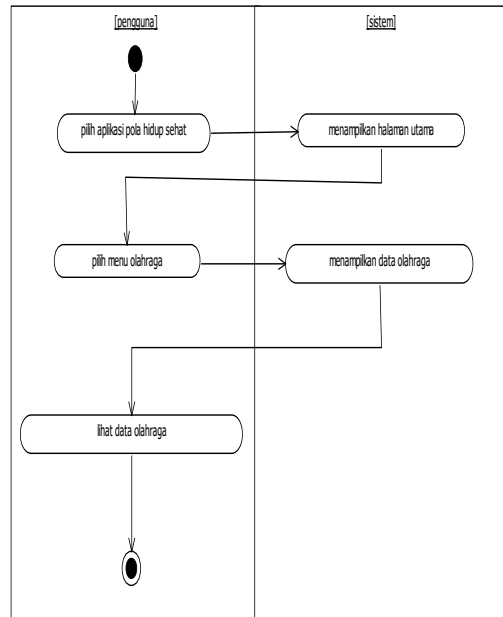 [pengguna]
[sistem]
pilih aplikasi pola hidup sehat
menampilkan halaman utama
pilih menu olahraga
menampilkan data olahraga
lihat data olahraga